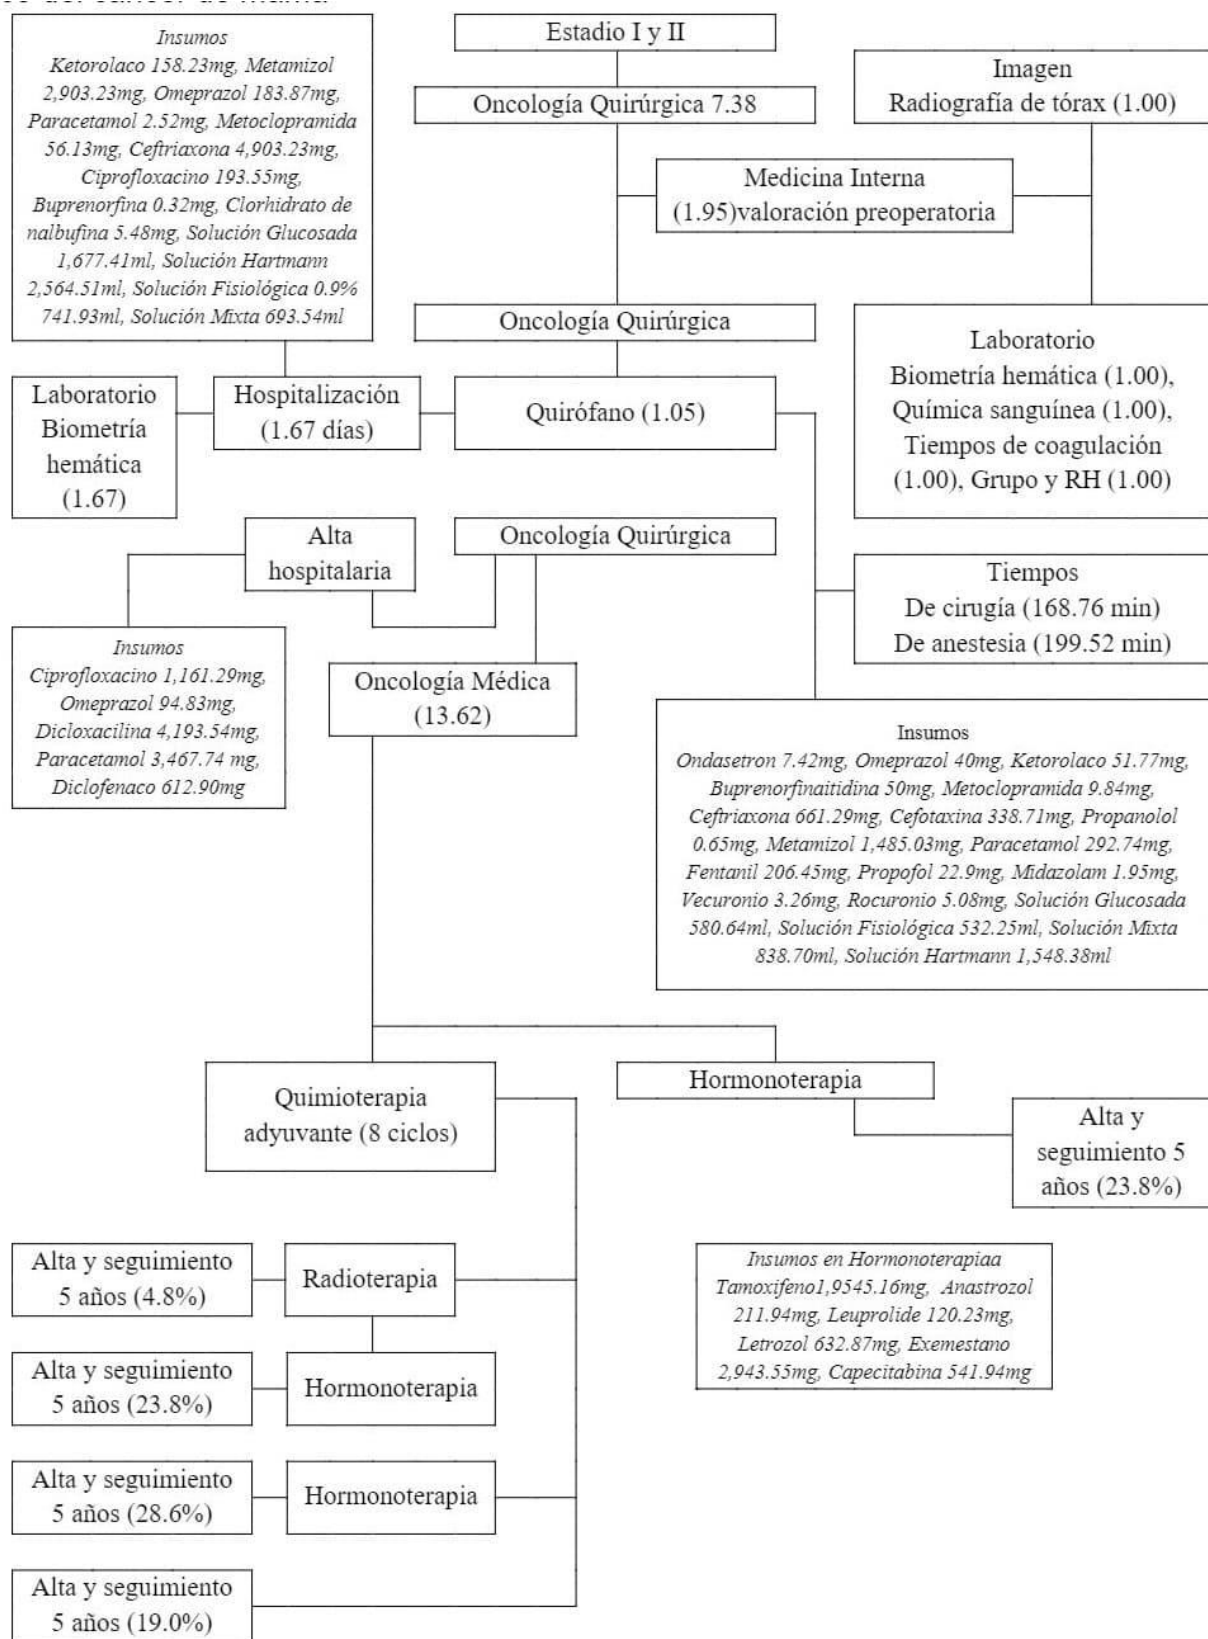 Insumos
Ketorolaco 158.23mg, Metamizol
2,903.23mg, Omeprazol 183.87mg,
Paracetamol 2.52mg, Metoclopramida
56.13mg, Ceftriaxona 4,903.23mg,
Ciprofloxacino 193.55mg,
Buprenorfina 0.32mg, Clorhidrato de
nalbufina 5.48mg, Solución Glucosada
1,677.41ml, Solución Hartmann
2,564.51ml, Solución Fisiológica 0.9%
741.93ml, Solución Mixta 693.54ml
Estadio I y II
Oncología Quirúrgica 7.38
Imagen
Radiografía de tórax (1.00)
Medicina Interna
(1.95)valoración preoperatoria
Oncología Quirúrgica
Laboratorio
Biometría hemática (1.00),
Química sanguínea (1.00),
Tiempos de coagulación
(1.00), Grupo y RH (1.00)
Laboratorio
Biometría
hemática
(1.67)
Hospitalización
(1.67 días)
Quirófano (1.05)
Alta
hospitalaria
Oncología Quirúrgica
Tiempos
De cirugía (168.76 min)
De anestesia (199.52 min)
Insumos
Ciprofloxacino 1,161.29mg,
Omeprazol 94.83mg,
Dicloxacilina 4,193.54mg,
Paracetamol 3,467.74 mg,
Diclofenaco 612.90mg
Oncología Médica
(13.62)
Insumos
Ondasetron 7.42mg, Omeprazol 40mg, Ketorolaco 51.77mg,
Buprenorfinaitidina 50mg, Metoclopramida 9.84mg,
Ceftriaxona 661.29mg, Cefotaxina 338.71mg, Propanolol
0.65mg, Metamizol 1,485.03mg, Paracetamol 292.74mg,
Fentanil 206.45mg, Propofol 22.9mg, Midazolam 1.95mg,
Vecuronio 3.26mg, Rocuronio 5.08mg, Solución Glucosada
580.64ml, Solución Fisiológica 532.25ml, Solución Mixta
838.70ml, Solución Hartmann 1,548.38ml
Quimioterapia
adyuvante (8 ciclos)
Hormonoterapia
Alta y
seguimiento 5
años (23.8%)
Alta y seguimiento
5 años (4.8%)
Radioterapia
Insumos en Hormonoterapiaa
Tamoxifeno1,9545.16mg, Anastrozol
211.94mg, Leuprolide 120.23mg,
Letrozol 632.87mg, Exemestano
2,943.55mg, Capecitabina 541.94mg
Alta y seguimiento
5 años (23.8%)
Hormonoterapia
Alta y seguimiento
5 años (28.6%)
Hormonoterapia
Alta y seguimiento
5 años (19.0%)